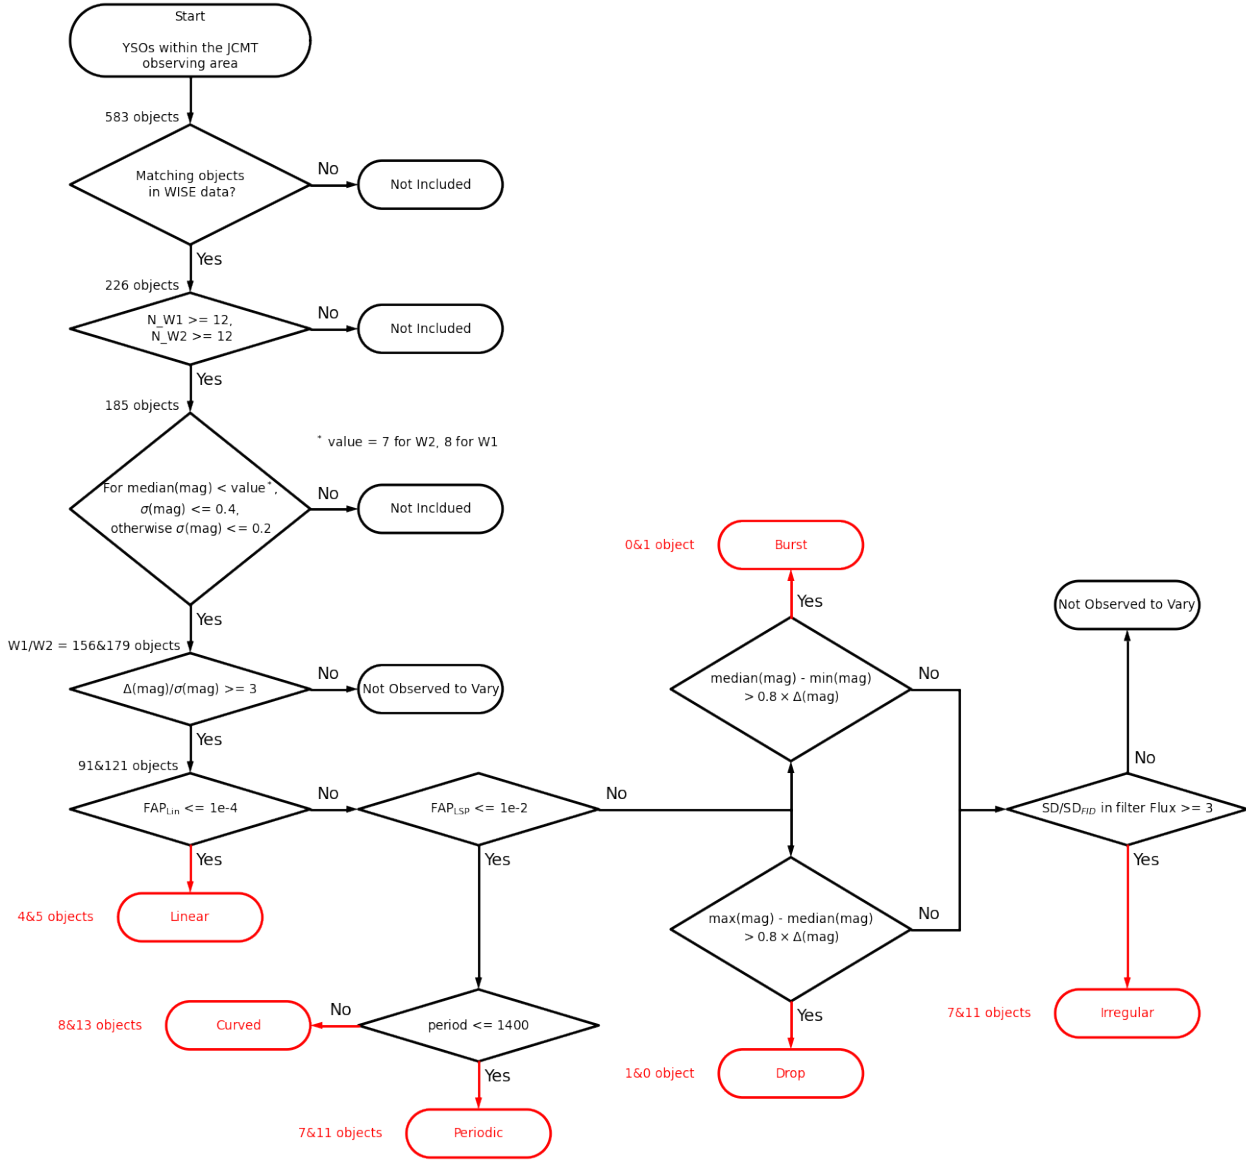 Start
YSOs within the JCMT
observing area
583 objects
Matching objects
in WISE data?
No
Not Included
Yes
226 objects
N_W1 >= 12,
N_W2 >= 12
No
Not Included
Yes
185 objects
* value = 7 for W2, 8 for W1
For median(mag) < value*,
σ(mag) <= 0.4,
otherwise σ(mag) <= 0.2
No
Not Incldued
Yes
W1/W2 = 156&179 objects
Δ(mag)/σ(mag) >= 3
No
Not Observed to Vary
Yes
91&121 objects
FAP_Lin <= 1e-4
No
Yes
4&5 objects
Linear
FAP_LSP <= 1e-2
No
Yes
period <= 1400
No
8&13 objects
Curved
Yes
7&11 objects
Periodic
0&1 object
Burst
Yes
median(mag) - min(mag)
> 0.8 × Δ(mag)
No
max(mag) - median(mag)
> 0.8 × Δ(mag)
No
Yes
1&0 object
Drop
Not Observed to Vary
No
SD/SD_FID in filter Flux >= 3
Yes
7&11 objects
Irregular